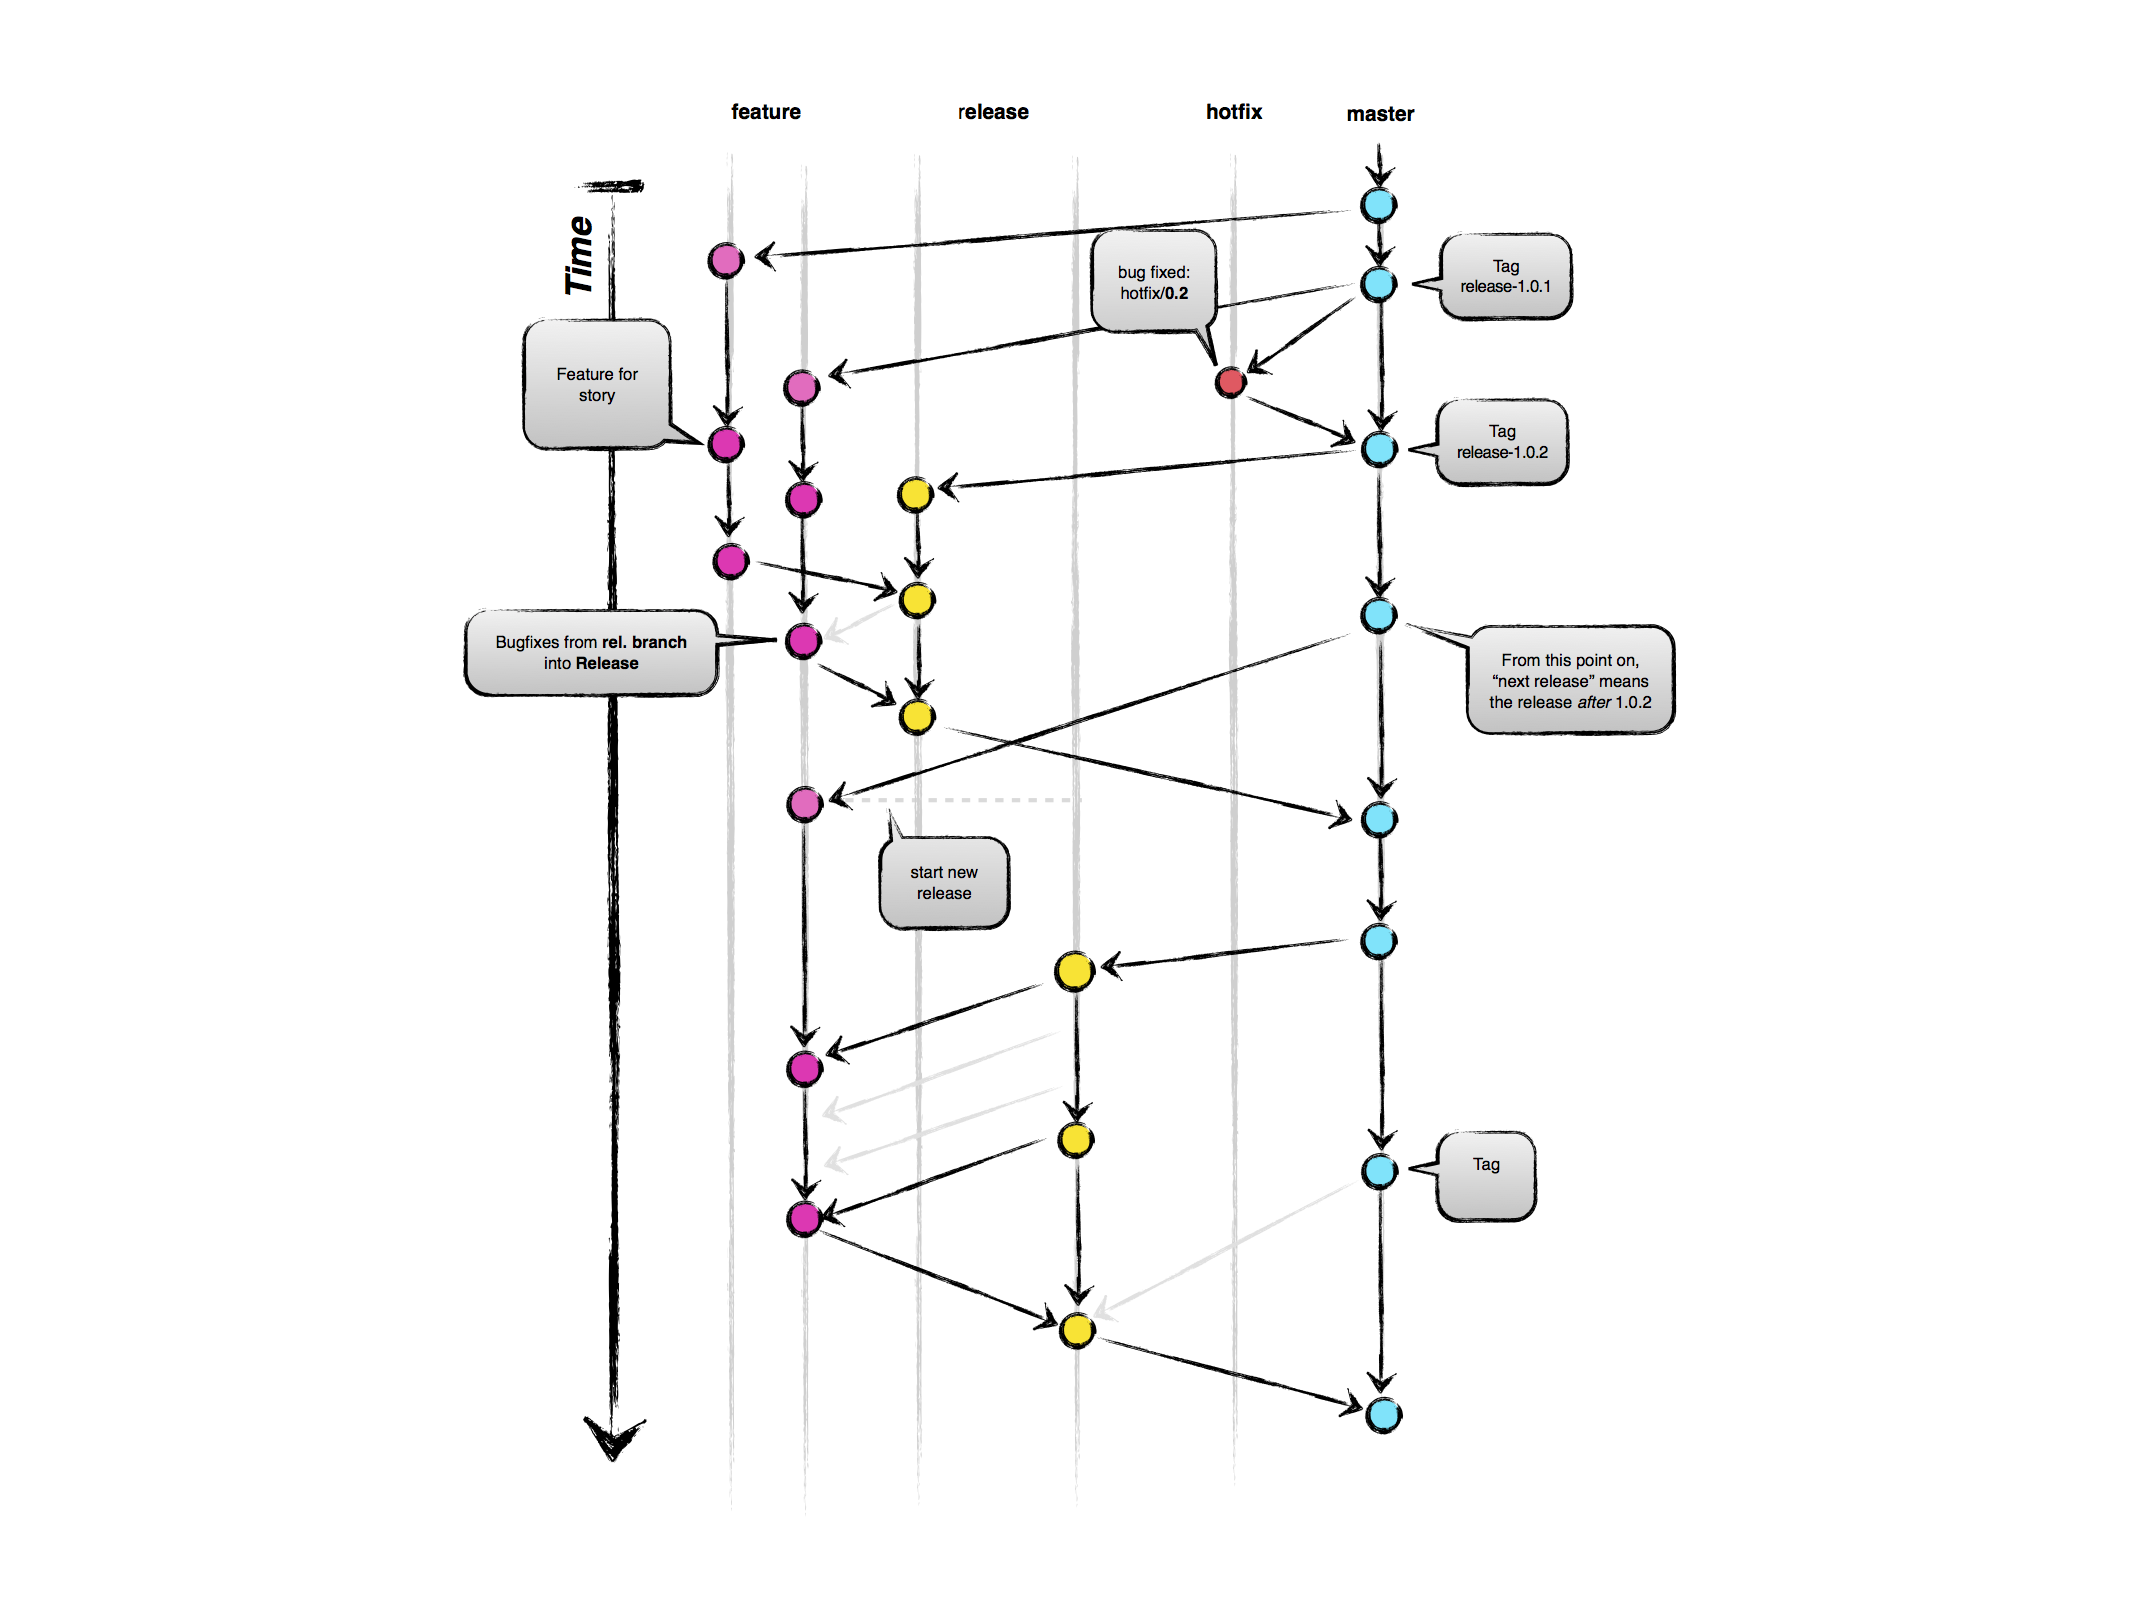 feature
release
hotfix
master
Time
bug fixed:
hotfix/0.2
Tag
release-1.0.1
Feature for
story
Tag
release-1.0.2
Bugfixes from rel. branch
into Release
From this point on,
“next release” means
the release after 1.0.2
start new
release
Tag